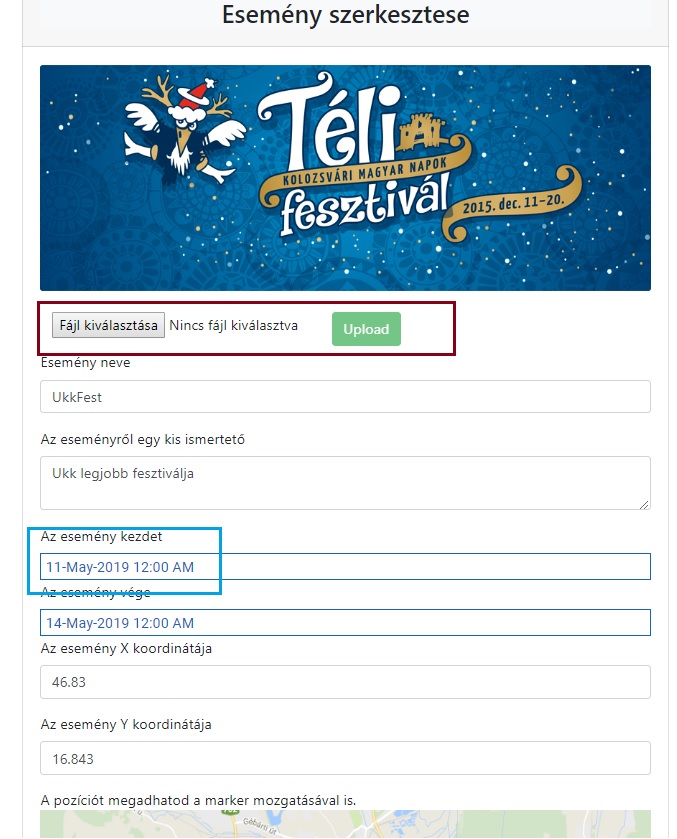 Esemény szerkesztese
Téli
KOLOZSVÁRI MAGYAR NAPOK
fesztivál
2015. dec. 11-20.
Fájl kiválasztása Nincs fájl kiválasztva Upload
Esemény neve
UkkFest
Az eseményről egy kis ismertető
Ukk legjobb fesztiválja
Az esemény kezdet
11-May-2019 12:00 AM
Az esemény vége
14-May-2019 12:00 AM
Az esemény X koordinátája
46.83
Az esemény Y koordinátája
16.843
A pozíciót megadhatod a marker mozgatásával is.
Gébárti út